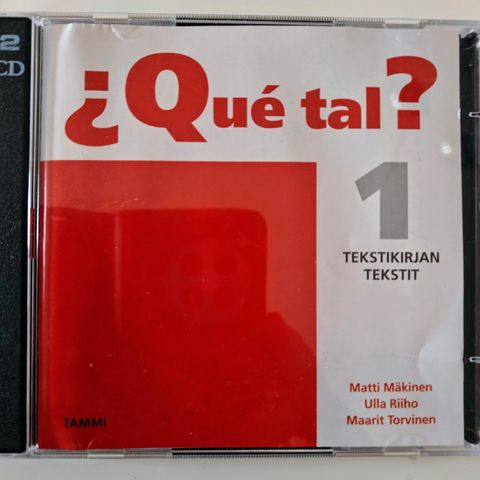 2
CD
¿Qué tal?
1
TEKSTIKIRJAN
TEKSTIT
Matti Mäkinen
Ulla Riiho
Maarit Torvinen
TAMMI